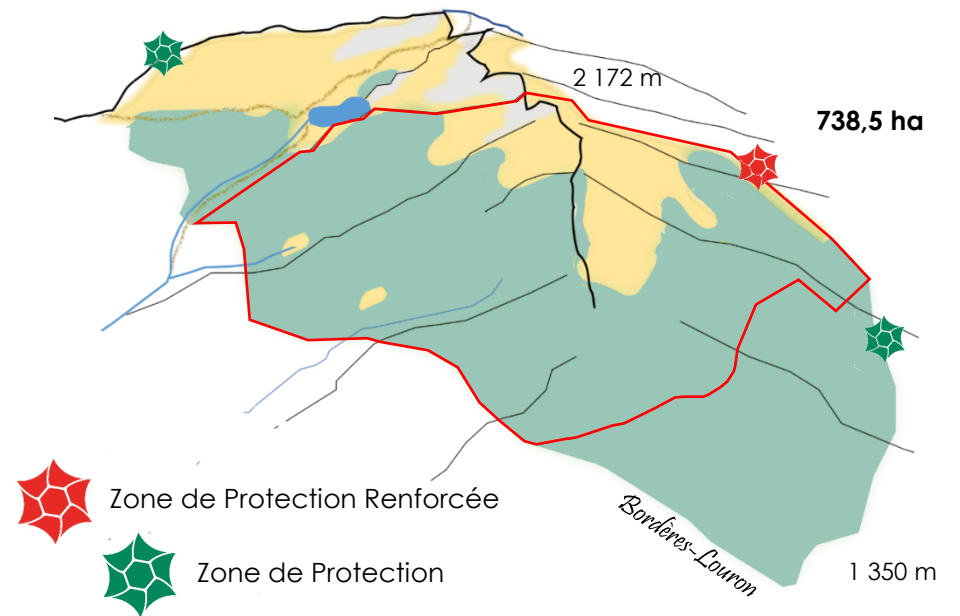 2 172 m
738,5 ha
Zone de Protection Renforcée
Bordères-Louron
Zone de Protection
1 350 m